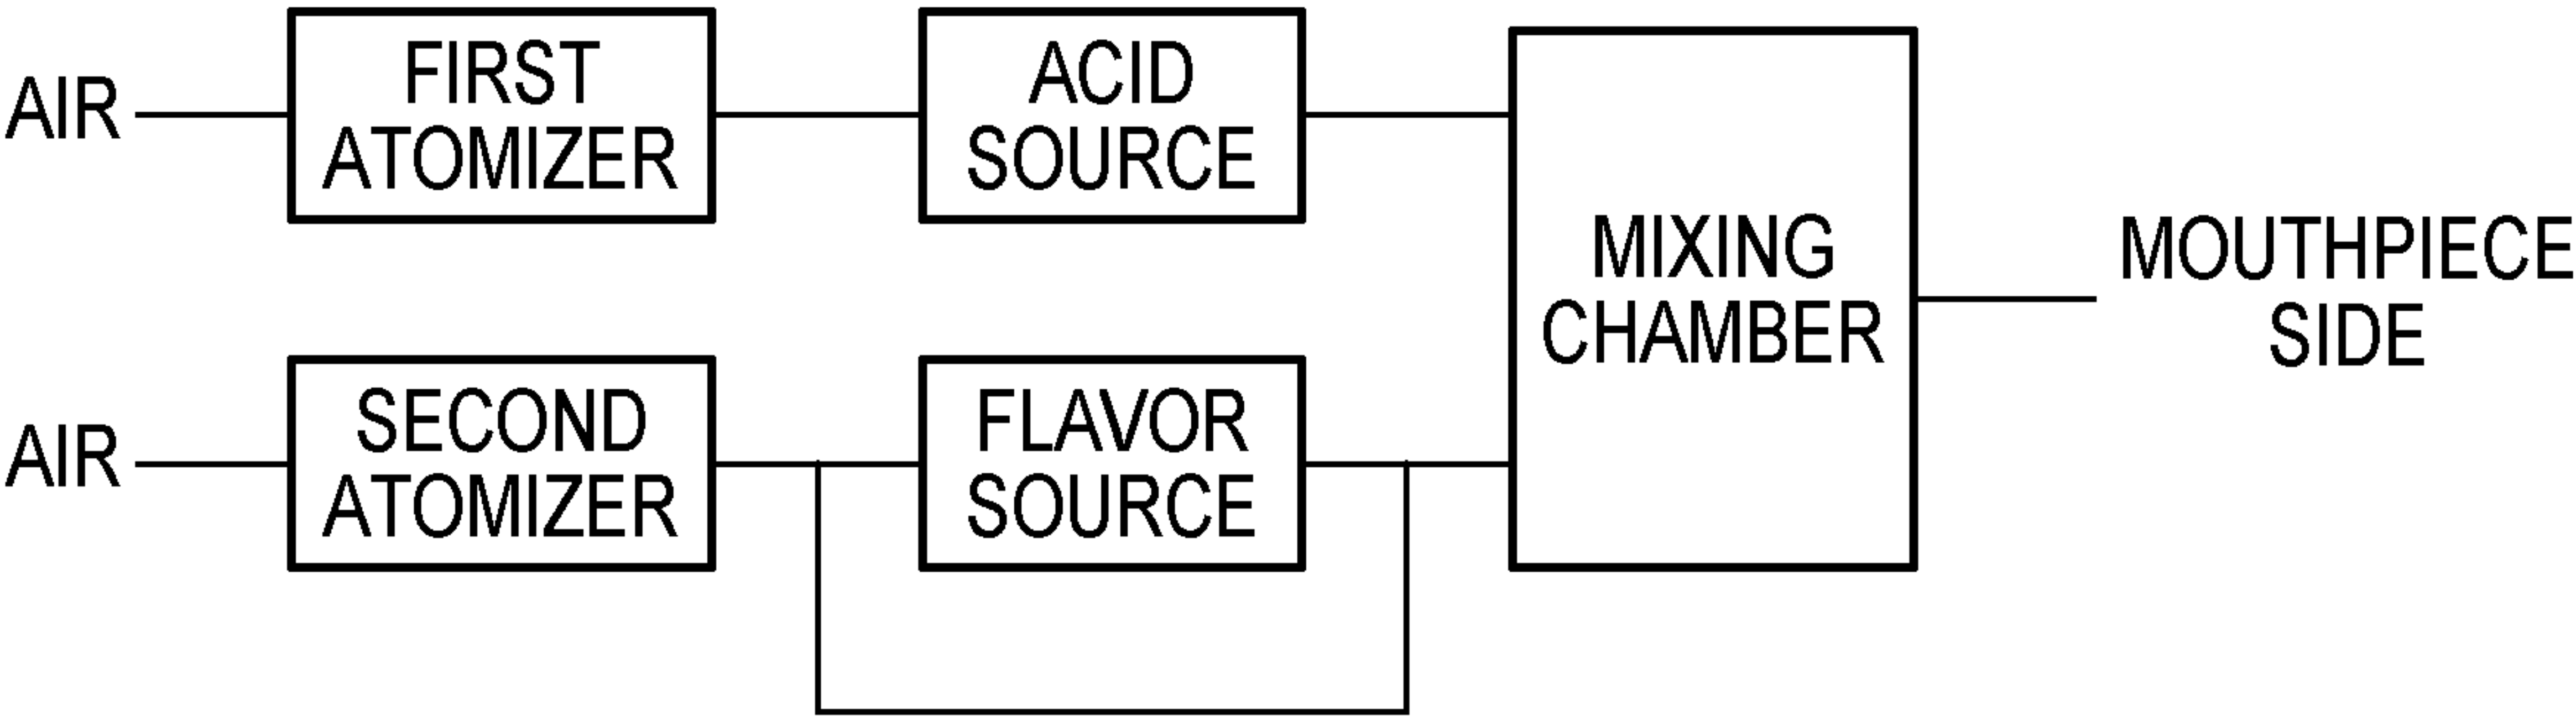 AIR
FIRST
ATOMIZER
ACID
SOURCE
MIXING
CHAMBER
MOUTHPIECE
SIDE
AIR
SECOND
ATOMIZER
FLAVOR
SOURCE